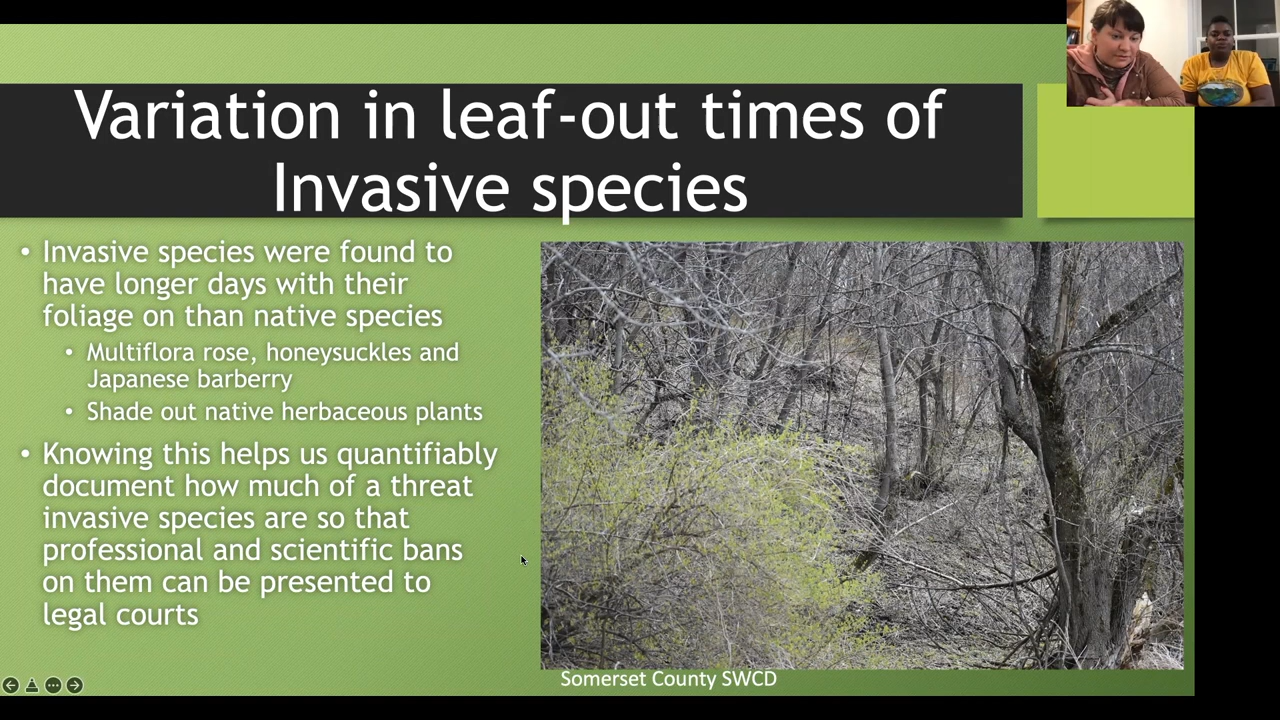 Variation in leaf-out times of
Invasive species
• Invasive species were found to
have longer days with their
foliage on than native species
• Multiflora rose, honeysuckles and
Japanese barberry
• Shade out native herbaceous plants
• Knowing this helps us quantifiably
document how much of a threat
invasive species are so that
professional and scientific bans
on them can be presented to
legal courts
Somerset County SWCD